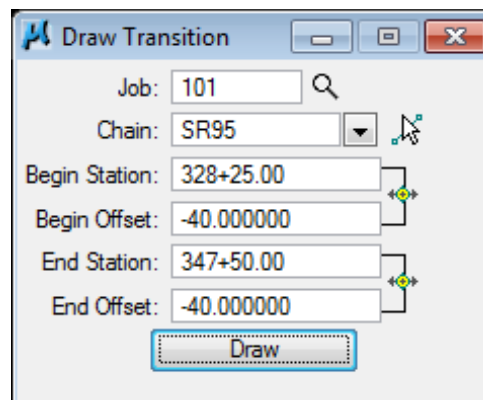 Draw Transition
Job: 101
Chain: SR95
Begin Station: 328+25.00
Begin Offset: -40.000000
End Station: 347+50.00
End Offset: -40.000000
Draw